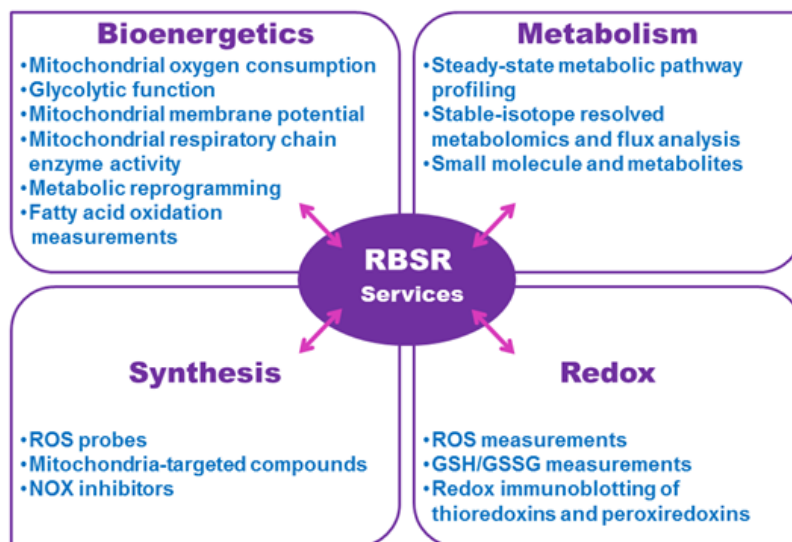 Bioenergetics
•Mitochondrial oxygen consumption
•Glycolytic function
•Mitochondrial membrane potential
•Mitochondrial respiratory chain
enzyme activity
•Metabolic reprogramming
•Fatty acid oxidation
measurements
Metabolism
•Steady-state metabolic pathway
profiling
•Stable-isotope resolved
metabolomics and flux analysis
•Small molecule and metabolites
RBSR
Services
Synthesis
•ROS probes
•Mitochondria-targeted compounds
•NOX inhibitors
Redox
•ROS measurements
•GSH/GSSG measurements
•Redox immunoblotting of
thioredoxins and peroxiredoxins